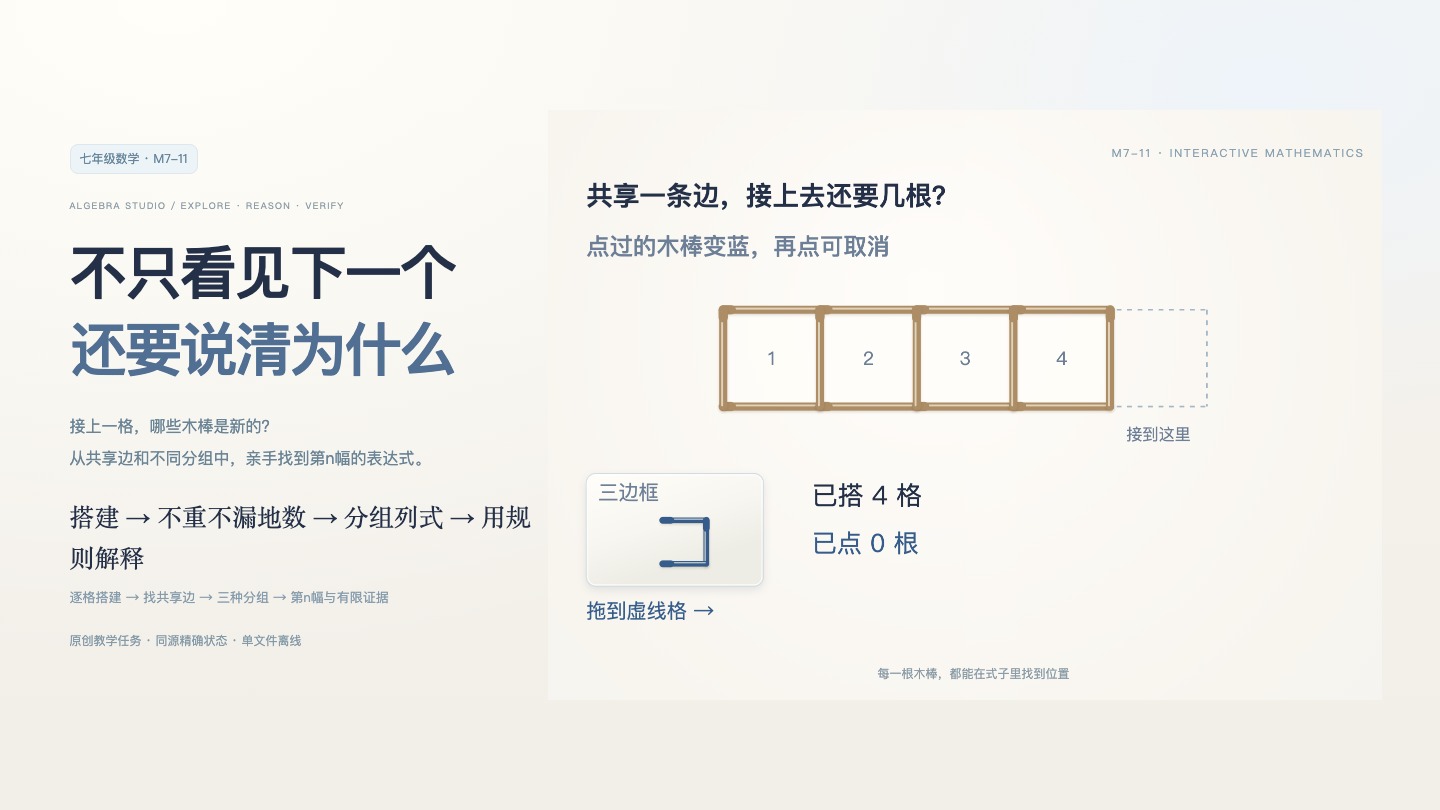 七年级数学 · M7–11
ALGEBRA STUDIO / EXPLORE · REASON · VERIFY
不只看见下一个
还要说清为什么
接上一格，哪些木棒是新的？
从共享边和不同分组中，亲手找到第n幅的表达式。
搭建 → 不重不漏地数 → 分组列式 → 用规
则解释
逐格搭建 → 找共享边 → 三种分组 → 第n幅与有限证据
原创教学任务 · 同源精确状态 · 单文件离线
M7–11 · INTERACTIVE MATHEMATICS
共享一条边，接上去还要几根？
点过的木棒变蓝，再点可取消
1 2 3 4
接到这里
三边框
已搭 4 格
已点 0 根
拖到虚线格 →
每一根木棒，都能在式子里找到位置